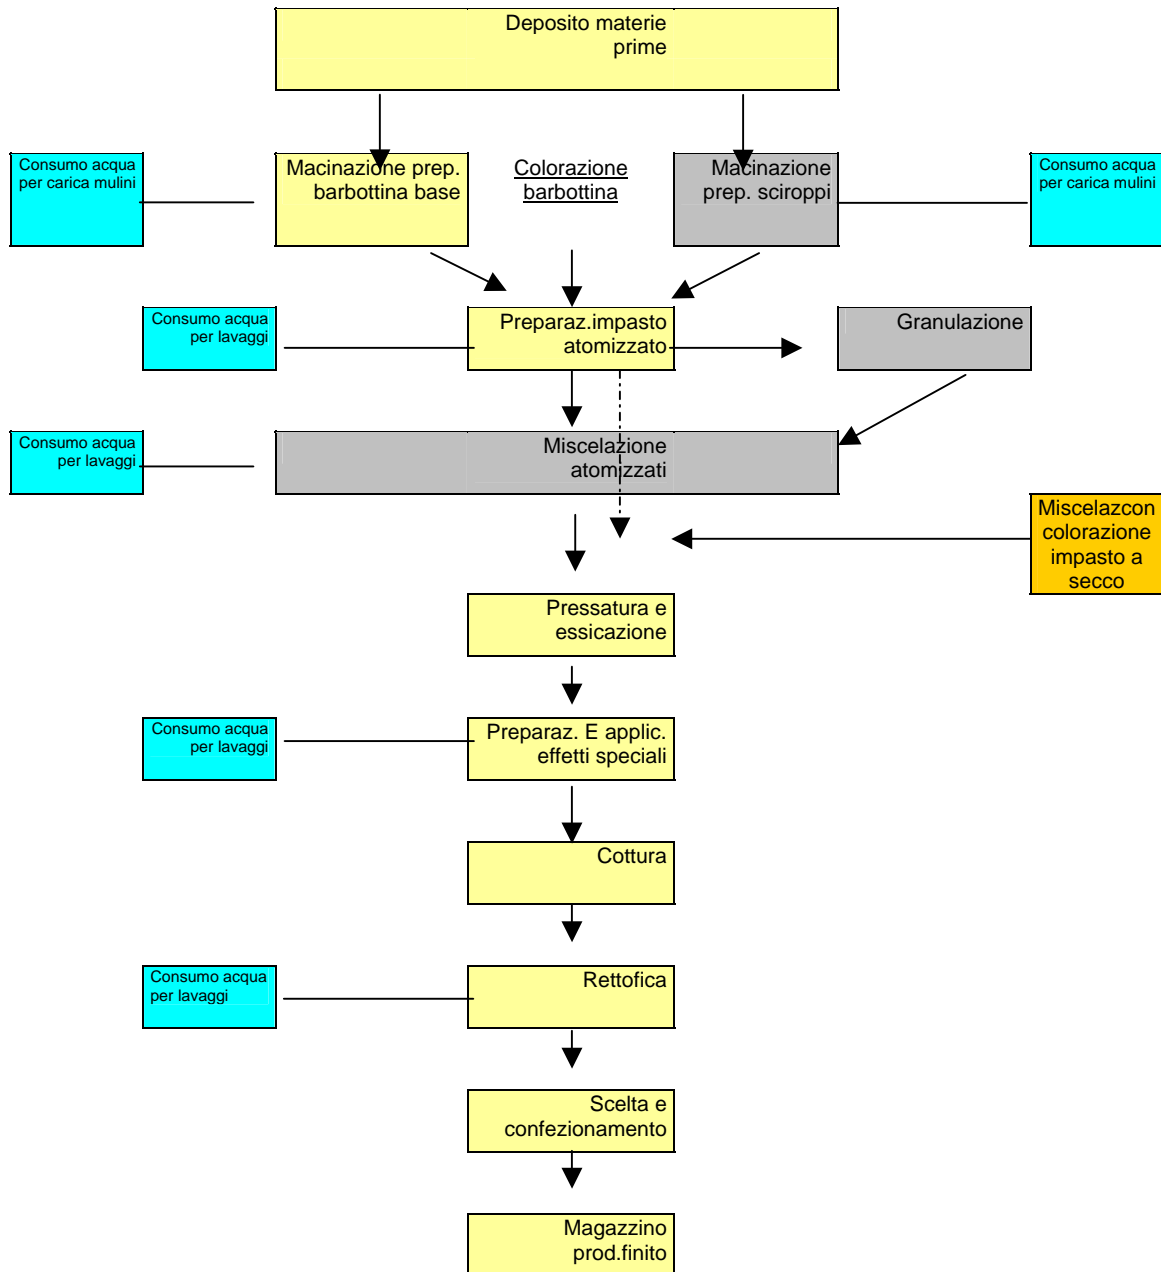 Deposito materie
prime
Consumo acqua
per carica mulini
Macinazione prep.
barbottina base
Colorazione
barbottina
Macinazione
prep. sciroppi
Consumo acqua
per carica mulini
Consumo acqua
per lavaggi
Preparaz.impasto
atomizzato
Granulazione
Consumo acqua
per lavaggi
Miscelazione
atomizzati
Miscelazcon
colorazione
impasto a
secco
Pressatura e
essicazione
Consumo acqua
per lavaggi
Preparaz. E applic.
effetti speciali
Cottura
Consumo acqua
per lavaggi
Rettofica
Scelta e
confezionamento
Magazzino
prod.finito